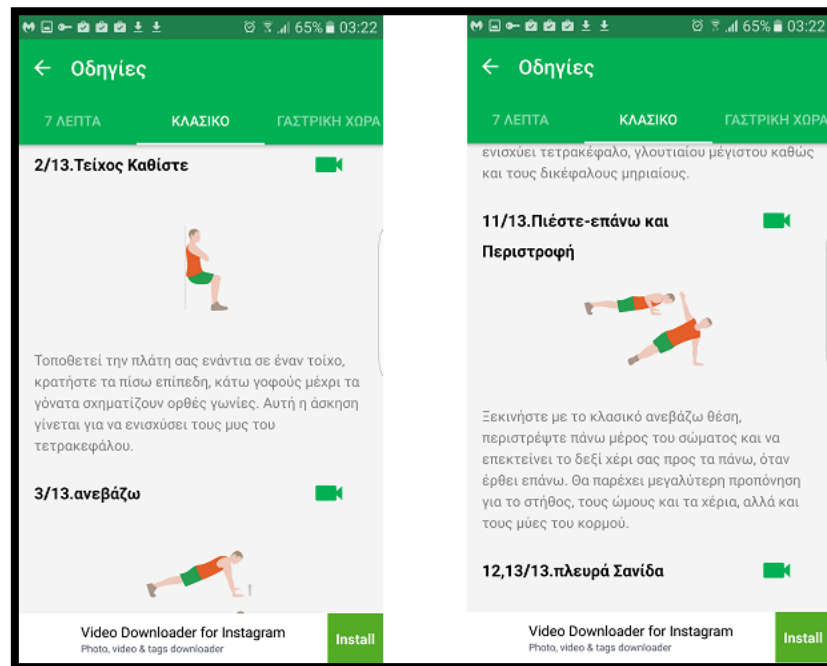 65% 03:22
Οδηγίες
7 ΛΕΠΤΑ ΚΛΑΣΙΚΟ ΓΑΣΤΡΙΚΗ ΧΩΡΑ
2/13.Τείχος Καθίστε
Τοποθετεί την πλάτη σας ενάντια σε έναν τοίχο,
κρατήστε τα πίσω επίπεδη, κάτω γοφούς μέχρι τα
γόνατα σχηματίζουν ορθές γωνίες. Αυτή η άσκηση
γίνεται για να ενισχύσει τους μυς του
τετρακεφάλου.
3/13.ανεβάζω
Video Downloader for Instagram
Photo, video & tags downloader
Install
65% 03:22
Οδηγίες
7 ΛΕΠΤΑ ΚΛΑΣΙΚΟ ΓΑΣΤΡΙΚΗ ΧΩΡΑ
ενισχύει τετρακέφαλο, γλουτιαίου μέγιστου καθώς
και τους δικέφαλους μηριαίους.
11/13.Πιέστε-επάνω και
Περιστροφή
Ξεκινήστε με το κλασικό ανεβάζω θέση,
περιστρέψτε πάνω μέρος του σώματος και να
επεκτείνει το δεξί χέρι σας προς τα πάνω, όταν
έρθει επάνω. Θα παρέχει μεγαλύτερη προπόνηση
για το στήθος, τους ώμους και τα χέρια, αλλά και
τους μύες του κορμού.
12,13/13.πλευρά Σανίδα
Video Downloader for Instagram
Photo, video & tags downloader
Install